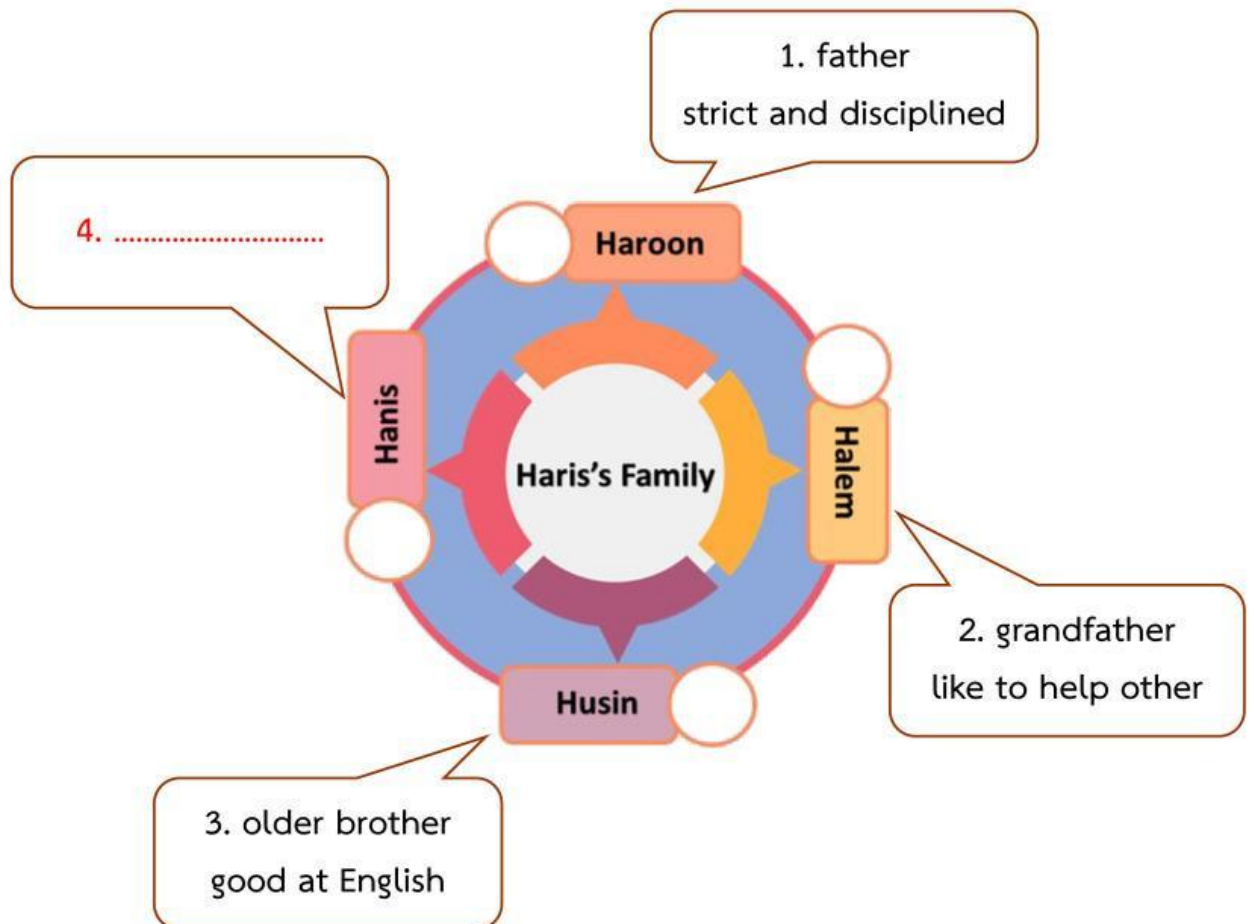 1. father
strict and disciplined
4. .............................
Haroon
Hanis
Haris's Family
Halem
2. grandfather
like to help other
Husin
3. older brother
good at English